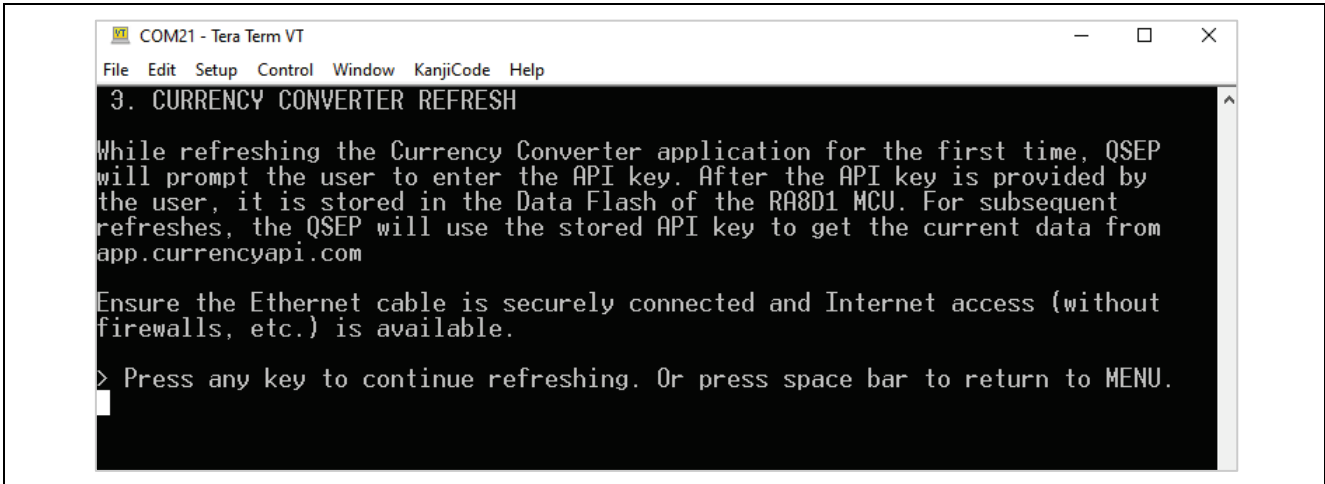 COM21 - Tera Term VT
File Edit Setup Control Window KanjiCode Help
3. CURRENCY CONVERTER REFRESH
While refreshing the Currency Converter application for the first time, QSEP
will prompt the user to enter the API key. After the API key is provided by
the user, it is stored in the Data Flash of the RA8D1 MCU. For subsequent
refreshes, the QSEP will use the stored API key to get the current data from
app.currencyapi.com
Ensure the Ethernet cable is securely connected and Internet access (without
firewalls, etc.) is available.
> Press any key to continue refreshing. Or press space bar to return to MENU.